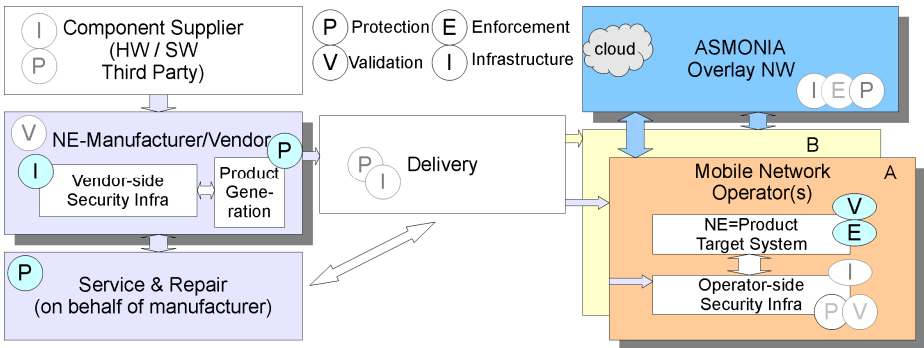 I
P
Component Supplier
(HW / SW
Third Party)
P Protection
E Enforcement
V Validation
I Infrastructure
cloud
ASMONIA
Overlay NW
I E P
V
NE-Manufacturer/Vendor
P
I
Vendor-side
Security Infra
Product
Gene-
ration
P
I
Delivery
B
A
Mobile Network
Operator(s)
V
NE=Product
Target System
E
I
Operator-side
Security Infra
P V
P
Service & Repair
(on behalf of manufacturer)